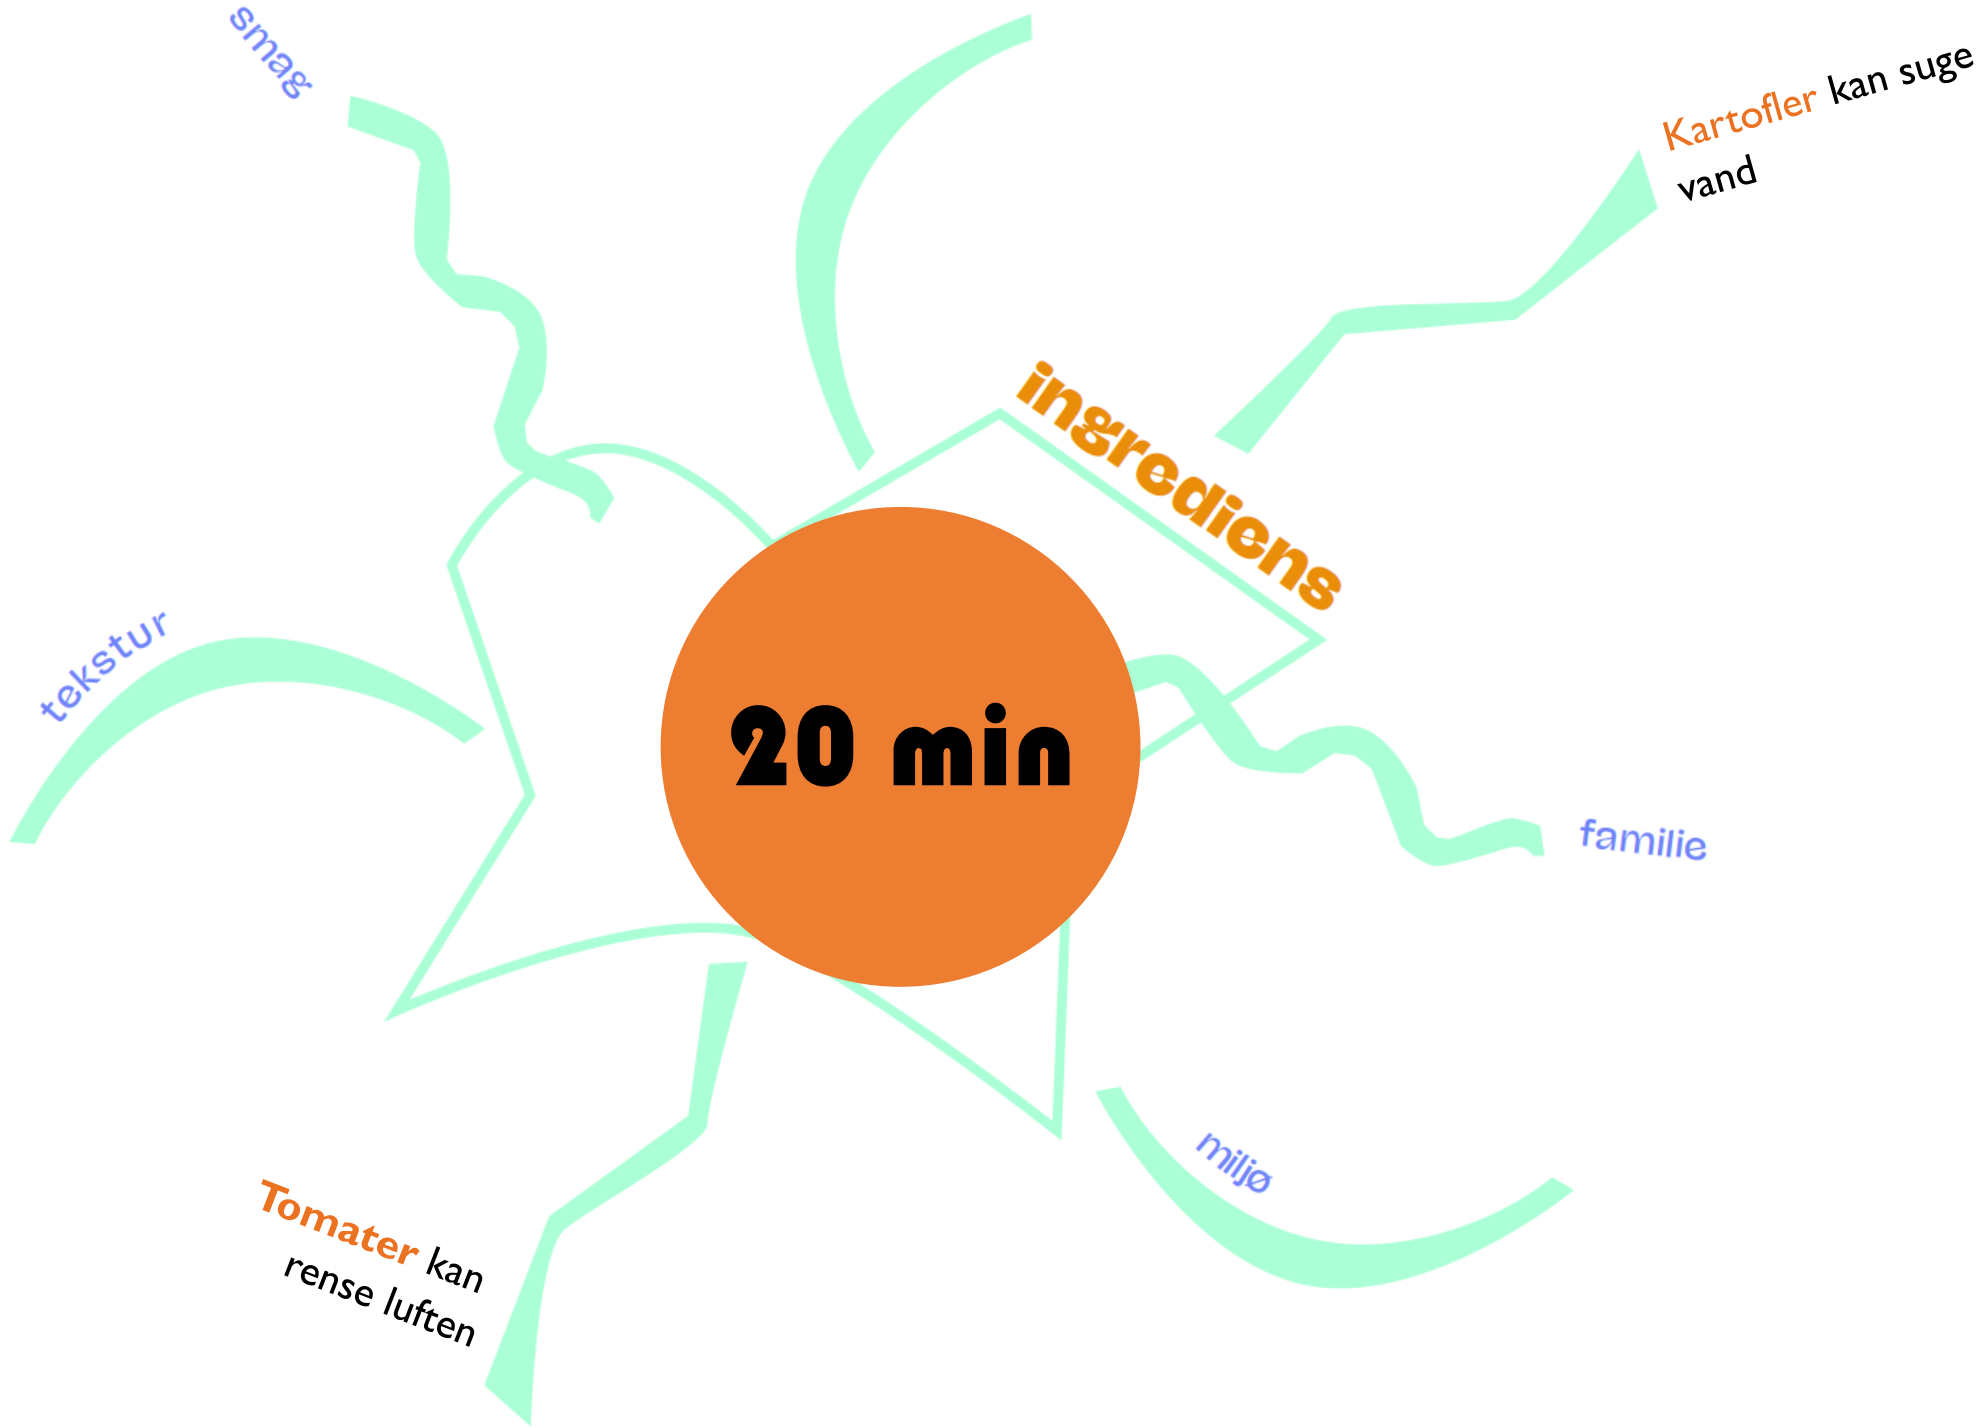 smag
Kartofler kan suge
vand
ingrediens
tekstur
20 min
familie
miljø
Tomater kan
rense luften